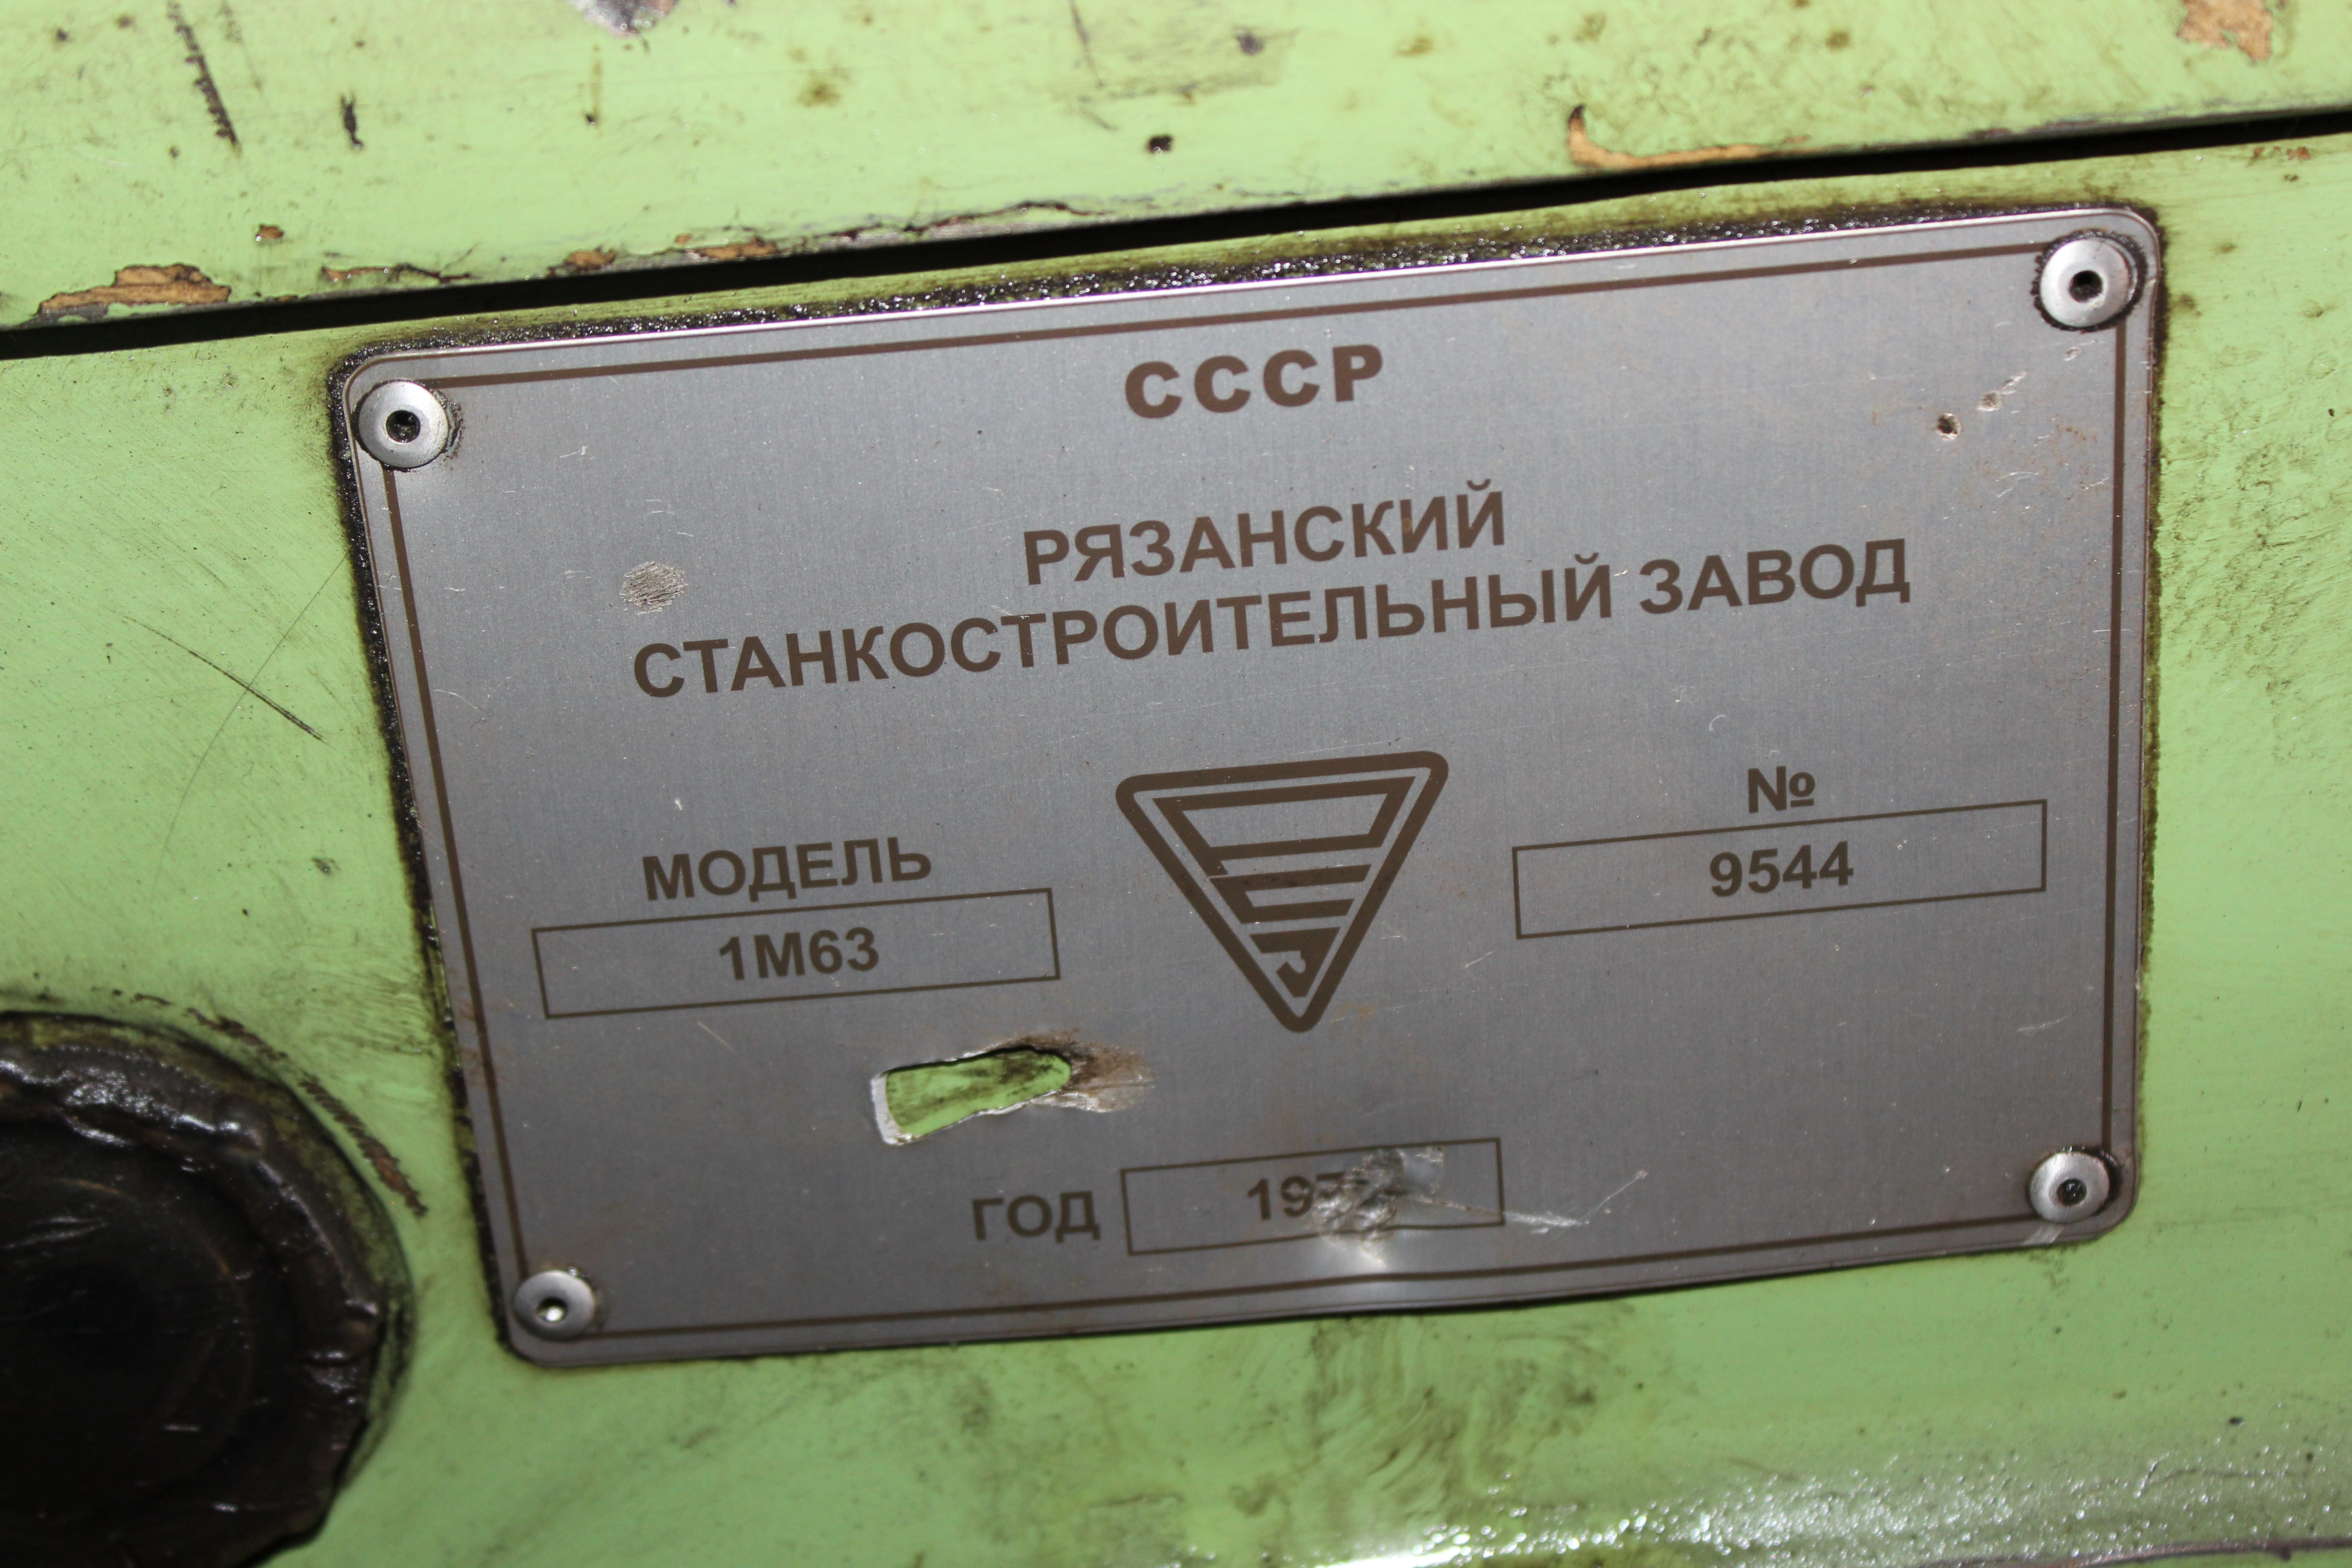 СССР
РЯЗАНСКИЙ
СТАНКОСТРОИТЕЛЬНЫЙ ЗАВОД
МОДЕЛЬ
1М63
№
9544
ГОД